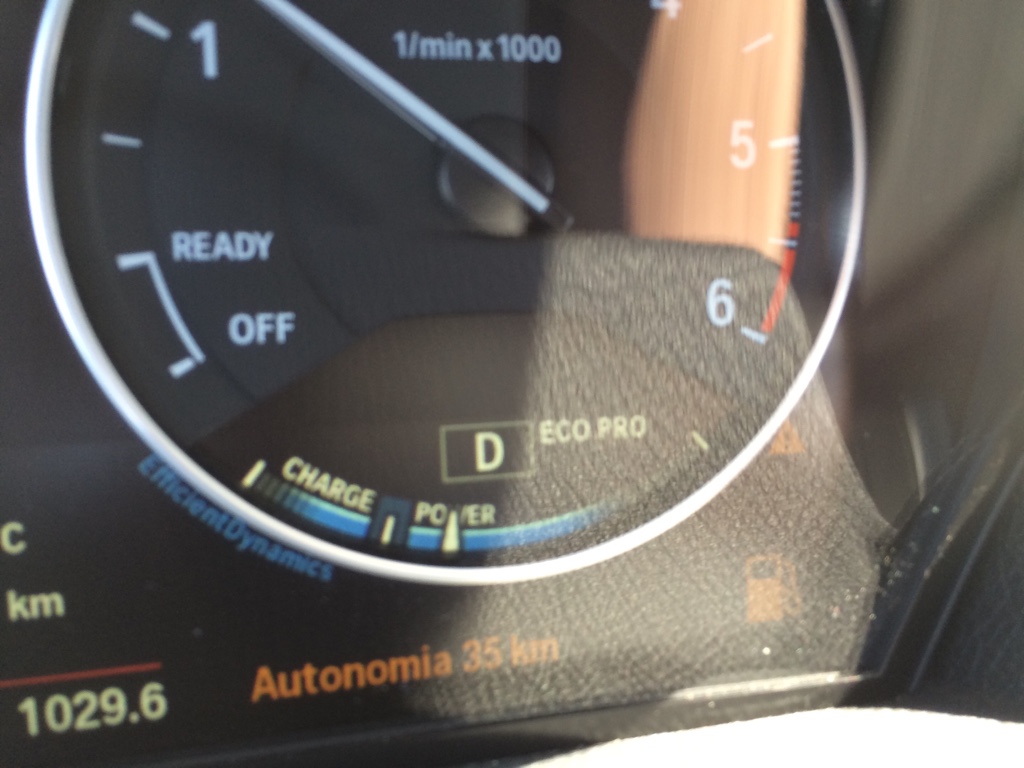 4
1/min x 1000
1
5
READY
6
OFF
ECO PRO
D
CHARGE
POWER
EfficientDynamics
C
km
Autonomia 35 km
1029.6